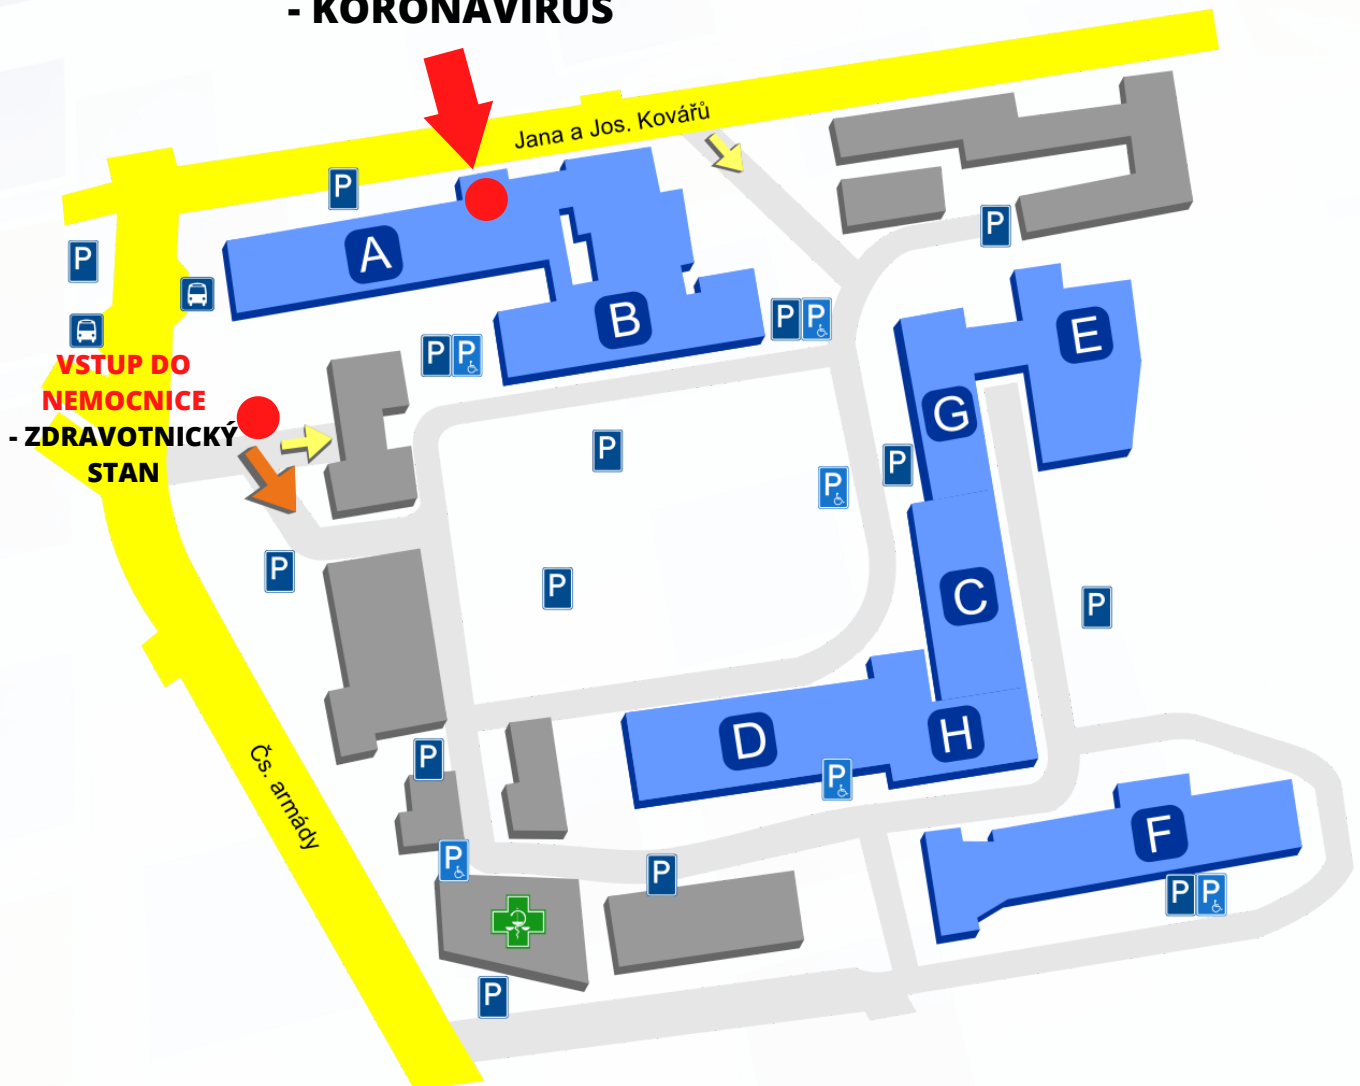 - KORONAVIRUS
Jana a Jos. Kovářů
P
P
A
B
P
P
P
P
P
P
E
G
VSTUP DO
NEMOCNICE
- ZDRAVOTNICKÝ
STAN
P
P
P
P
P
C
P
D
H
P
P
Čs. armády
F
P
P
P
P
P